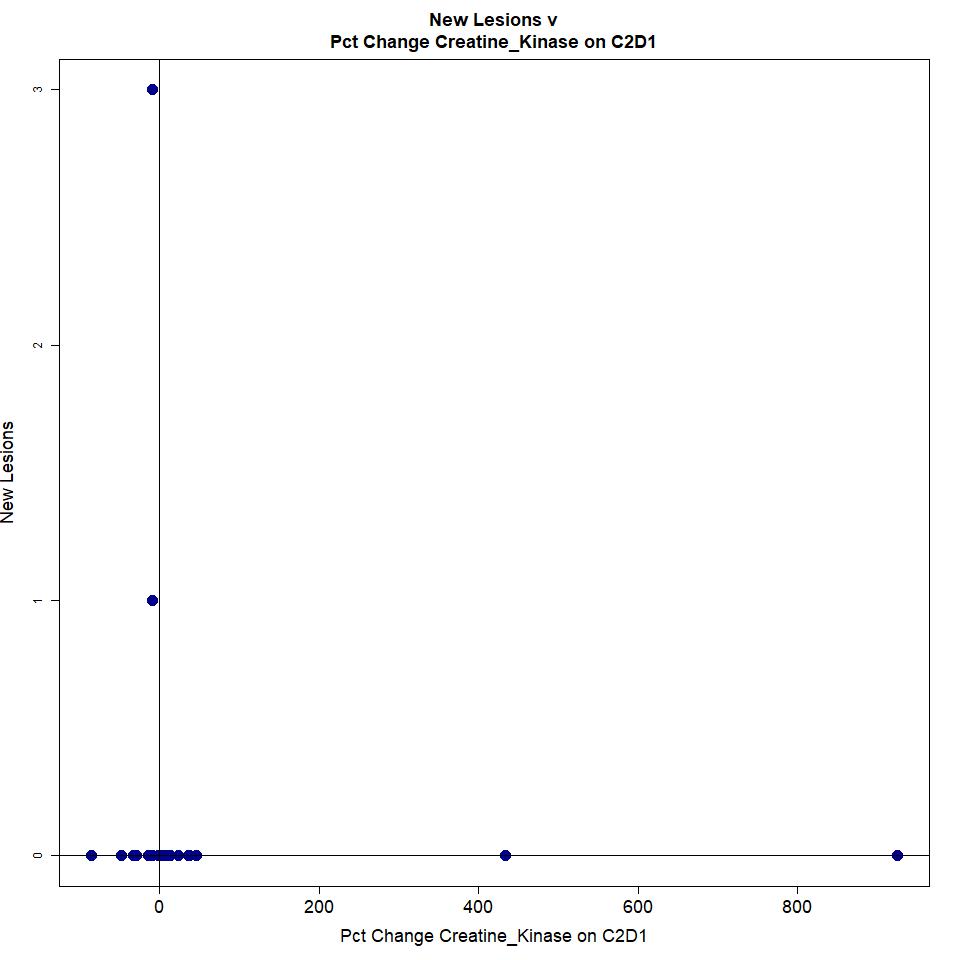 New Lesions v
Pct Change Creatine_Kinase on C2D1
3
2
New Lesions
1
0
0 200 400 600 800
Pct Change Creatine_Kinase on C2D1